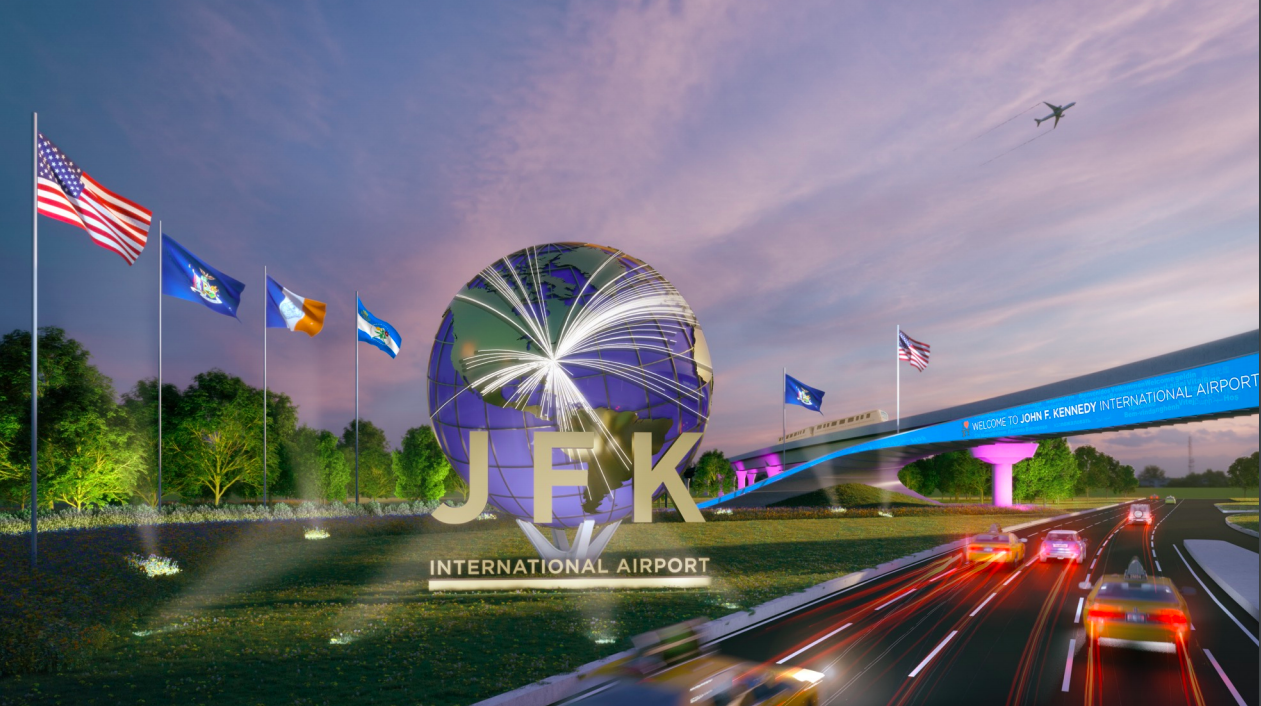 JFK
INTERNATIONAL AIRPORT
WELCOME TO JOHN F. KENNEDY INTERNATIONAL AIRPORT